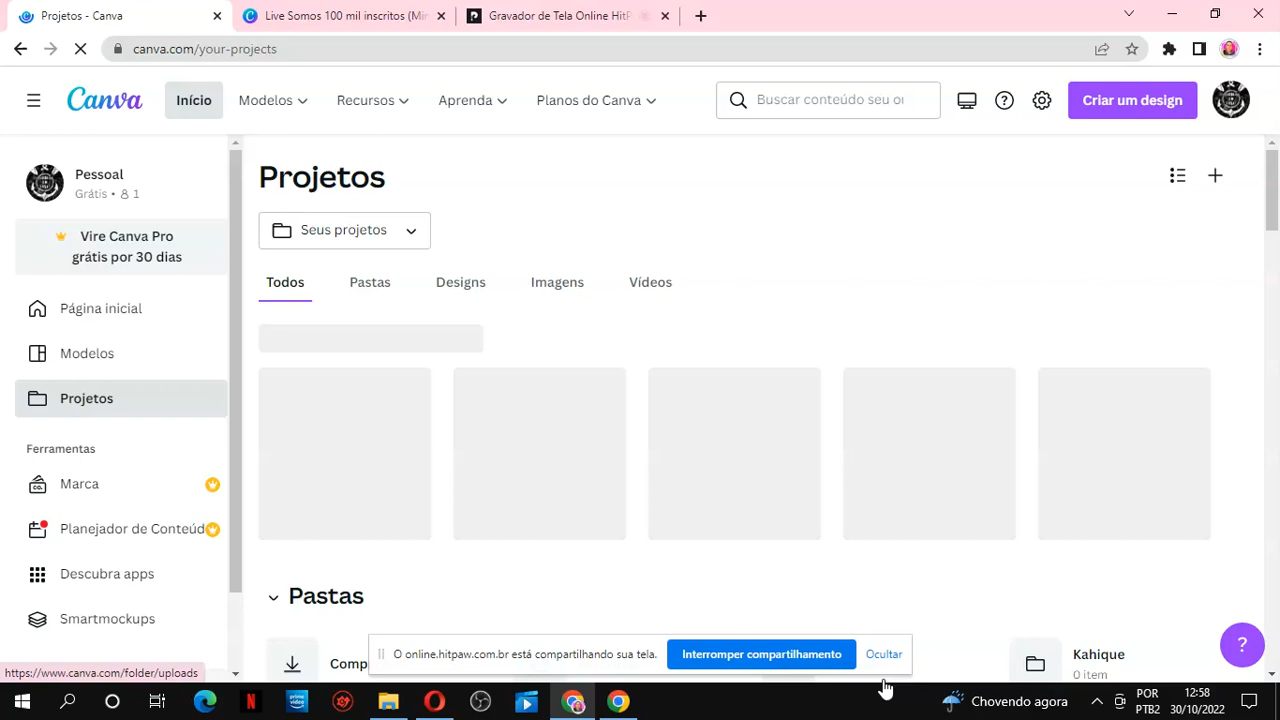 Projetos - Canva
Live Somos 100 mil inscritos (Min
Gravador de Tela Online HitP
canva.com/your-projects
Canva
Início
Modelos
Recursos
Aprenda
Planos do Canva
Buscar conteúdo seu or
Criar um design
Pessoal
Grátis • 1
Vire Canva Pro
grátis por 30 dias
Página inicial
Modelos
Projetos
Ferramentas
Marca
Planejador de Conteúd
Descubra apps
Smartmockups
Projetos
Seus projetos
Todos
Pastas
Designs
Imagens
Vídeos
Pastas
Comp
Kahique
0 item
O online.hitpaw.com.br está compartilhando sua tela.
Interromper compartilhamento
Ocultar
?
https://www.canva.com/folder/uploads
Chovendo agora
POR
PTB2
12:58
30/10/2022